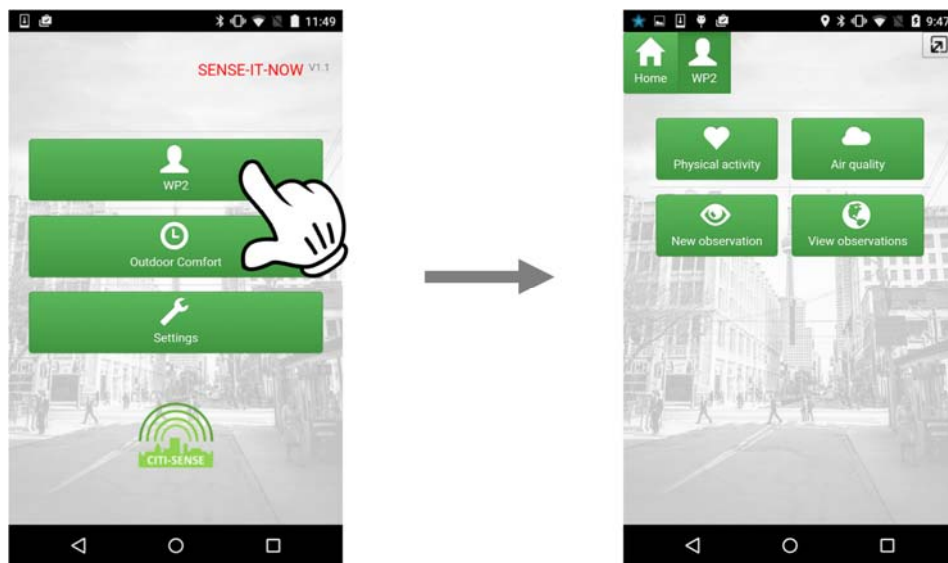 11:49
SENSE-IT-NOW V1.1
WP2
Outdoor Comfort
Settings
CITI-SENSE
9:47
Home WP2
Physical activity Air quality
New observation View observations